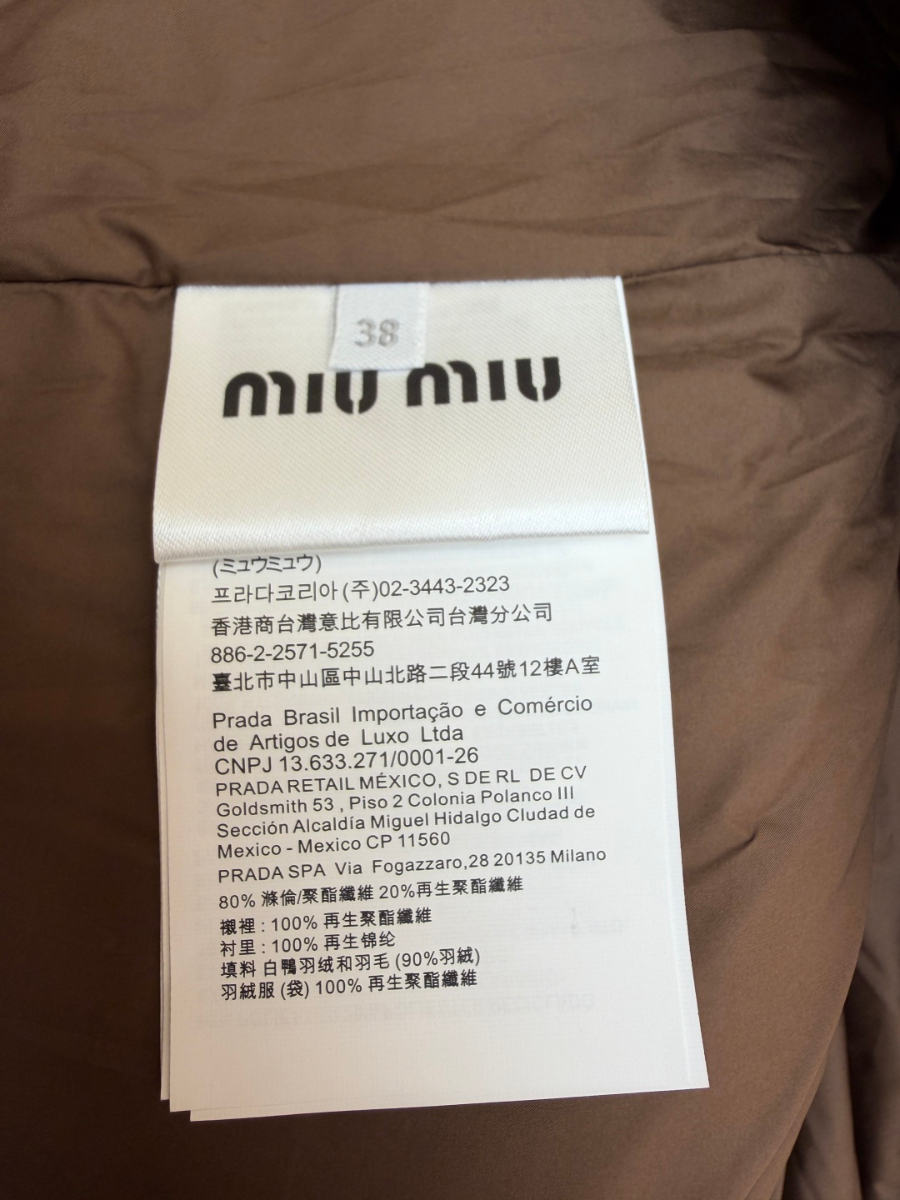 38
miu miu
(ミュウミュウ)
프라다코리아(주)02-3443-2323
香港商台灣意比有限公司台灣分公司
886-2-2571-5255
臺北市中山區中山北路二段44號12樓A室
Prada Brasil Importação e Comércio
de Artigos de Luxo Ltda
CNPJ 13.633.271/0001-26
PRADA RETAIL MÉXICO, S DE RL DE CV
Goldsmith 53 , Piso 2 Colonia Polanco III
Sección Alcaldía Miguel Hidalgo Cludad de
Mexico - Mexico CP 11560
PRADA SPA Via Fogazzaro,28 20135 Milano
80% 滌倫/聚酯纖維 20%再生聚酯纖維
襯裡 : 100% 再生聚酯纖維
衬里 : 100% 再生锦纶
填料 白鴨羽绒和羽毛 (90%羽絨)
羽絨服 (袋) 100% 再生聚酯纖維